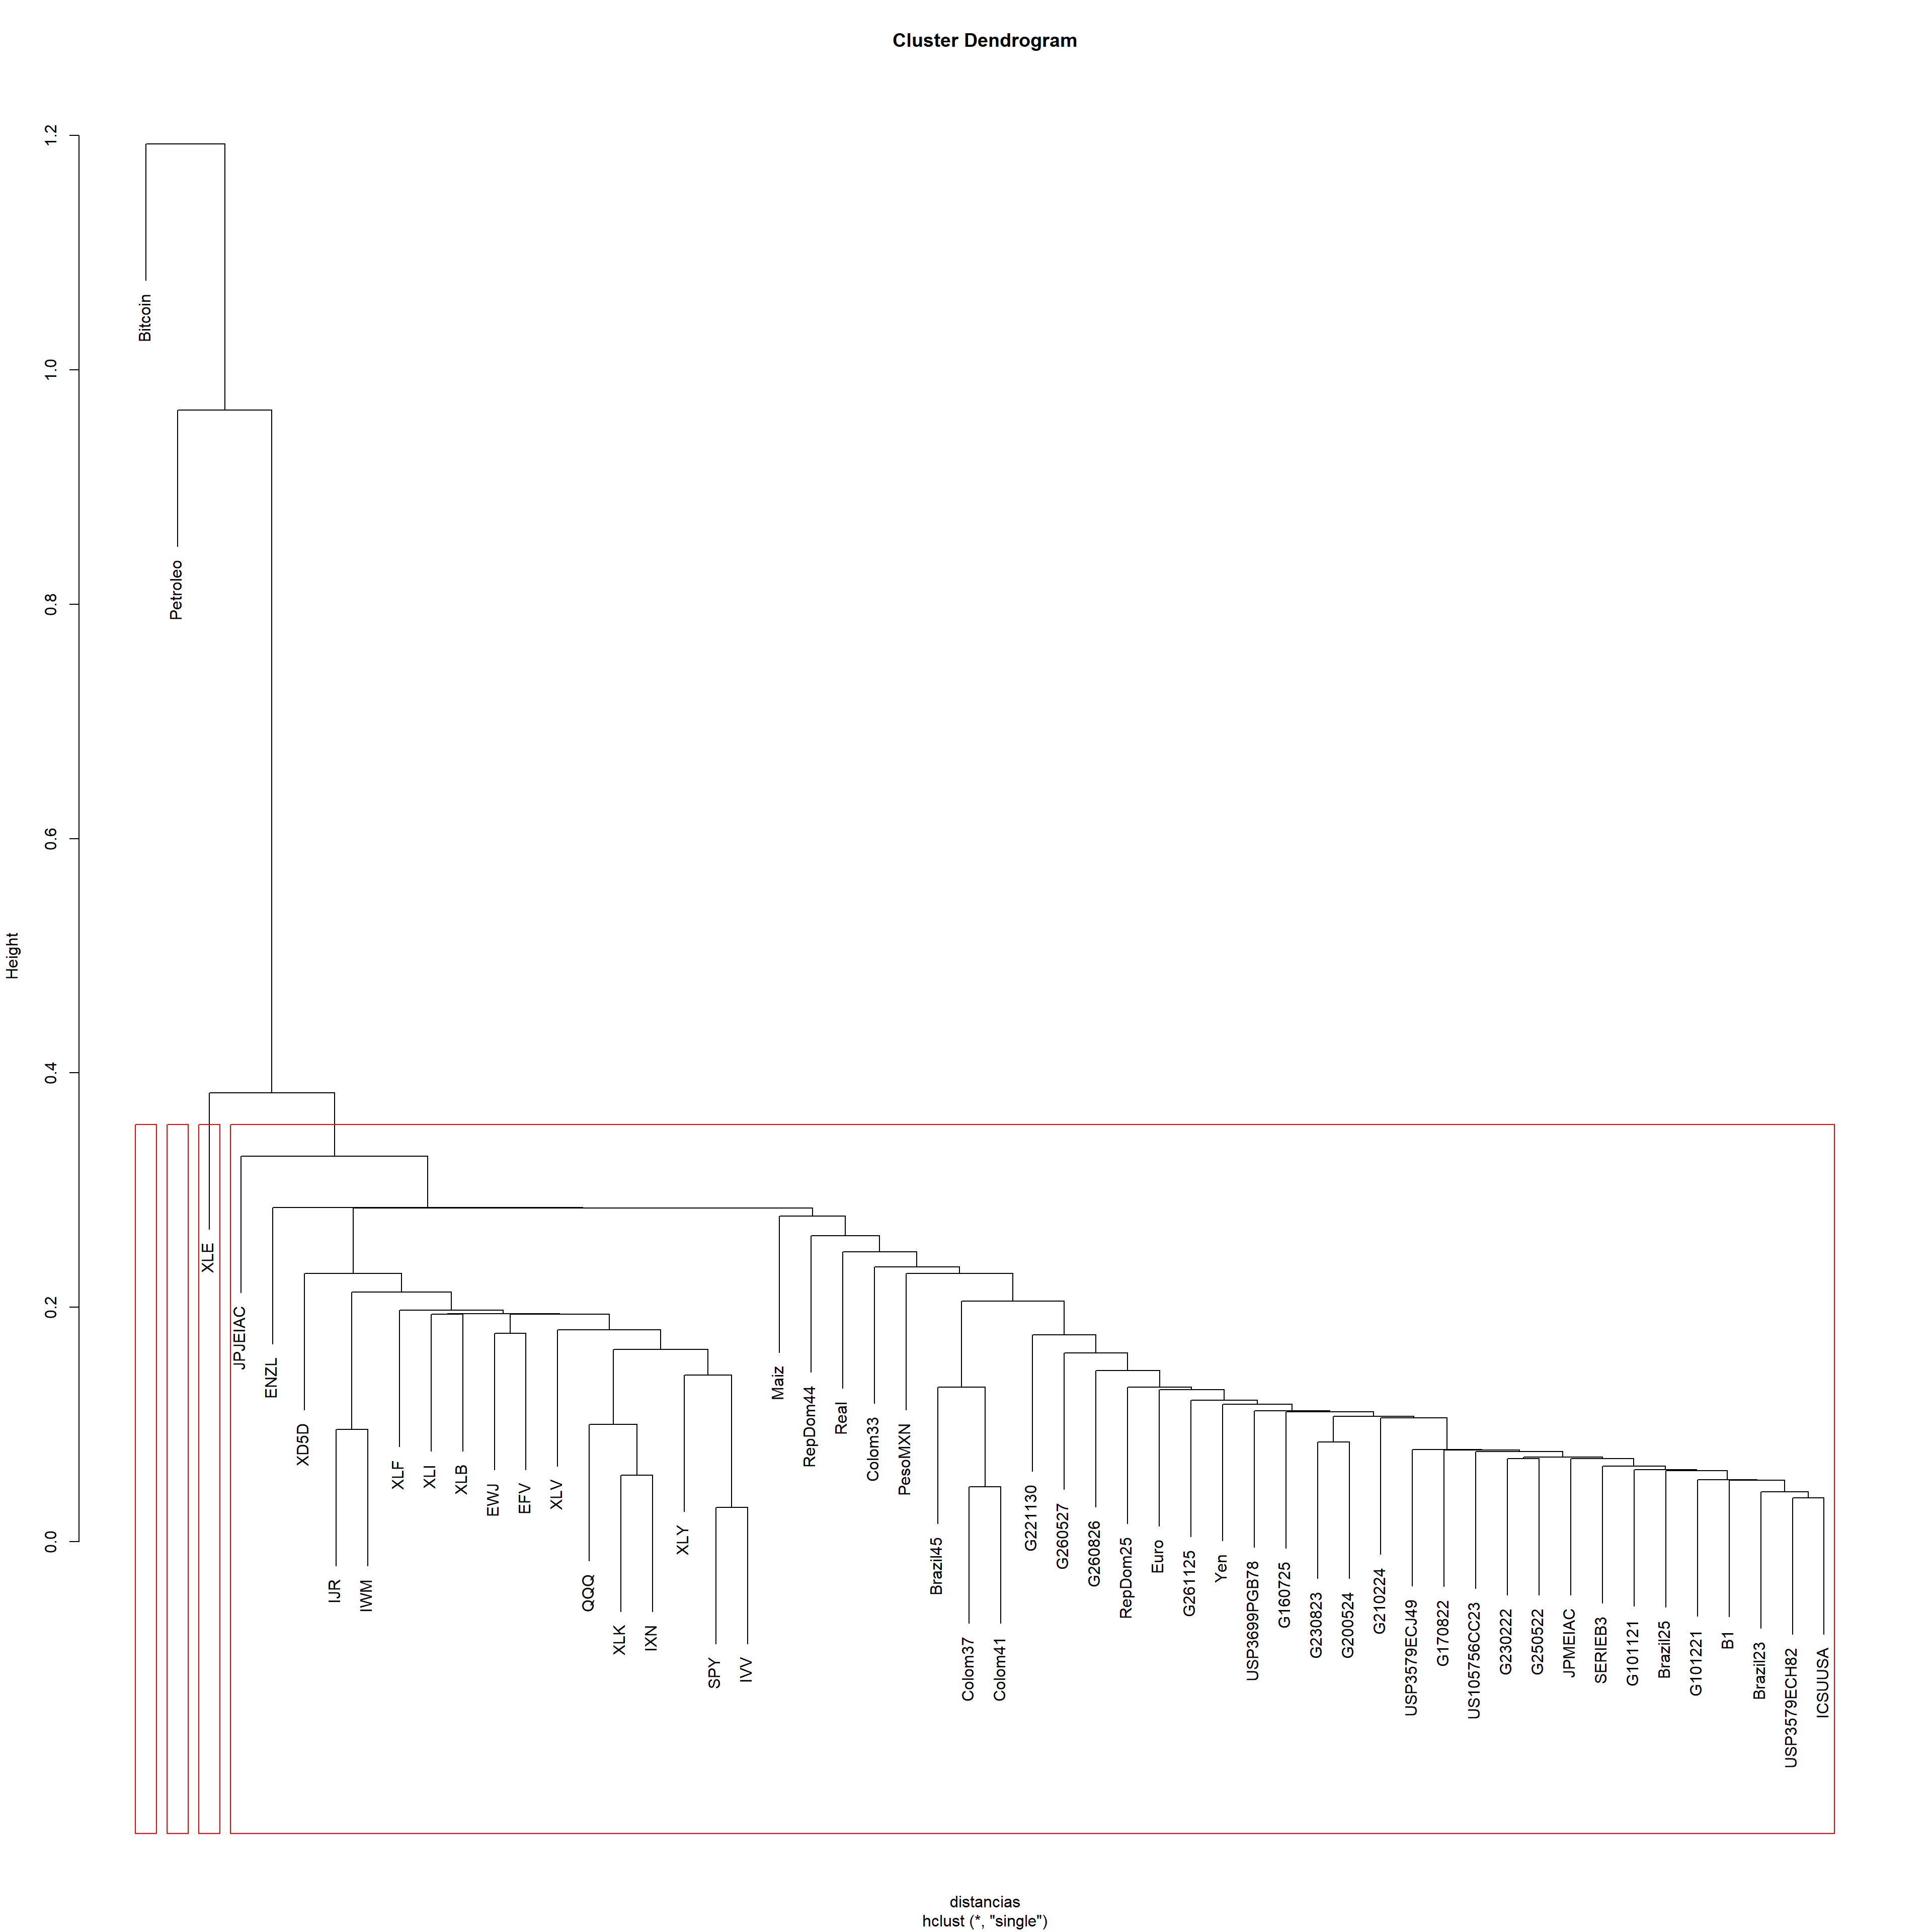 Cluster Dendrogram
Height
1.2
1.0
0.8
0.6
0.4
0.2
0.0
Bitcoin
Petroleo
XLE
JPJEIAC
ENZL
XD5D
IJR
IWM
XLF
XLI
XLB
EWJ
EFV
XLV
QQQ
XLK
IXN
XLY
SPY
IVV
Maiz
RepDom44
Real
Colom33
PesoMXN
Brazil45
Colom37
Colom41
G221130
G260527
G260826
RepDom25
Euro
G261125
Yen
USP3699PGB78
G160725
G230823
G200524
G210224
USP3579ECJ49
G170822
US105756CC23
G230222
G250522
JPMEIAC
SERIEB3
G101121
Brazil25
G101221
B1
Brazil23
USP3579ECH82
ICSUUSA
distancias
hclust (*, "single")